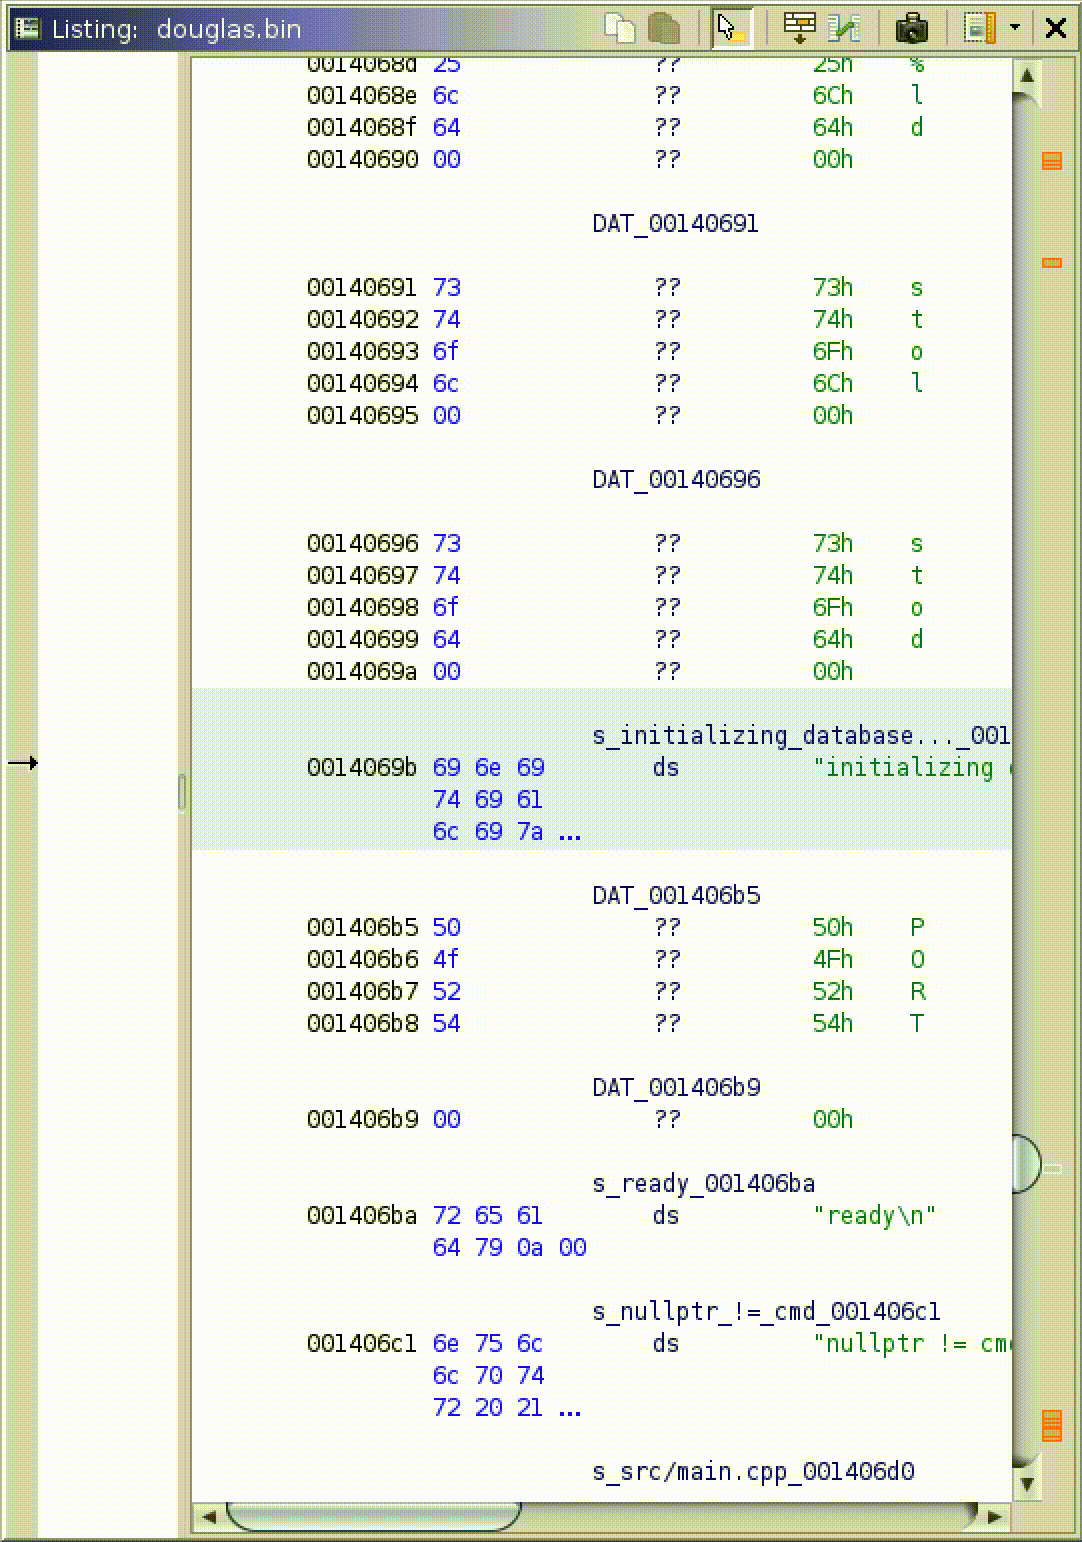 Listing: douglas.bin
0014068d 25 ?? 25h %
0014068e 6c ?? 6Ch l
0014068f 64 ?? 64h d
00140690 00 ?? 00h
DAT_00140691
00140691 73 ?? 73h s
00140692 74 ?? 74h t
00140693 6f ?? 6Fh o
00140694 6c ?? 6Ch l
00140695 00 ?? 00h
DAT_00140696
00140696 73 ?? 73h s
00140697 74 ?? 74h t
00140698 6f ?? 6Fh o
00140699 64 ?? 64h d
0014069a 00 ?? 00h
s_initializing_database..._001
0014069b 69 6e 69 ds "initializing
74 69 61
6c 69 7a ...
DAT_001406b5
001406b5 50 ?? 50h P
001406b6 4f ?? 4Fh O
001406b7 52 ?? 52h R
001406b8 54 ?? 54h T
DAT_001406b9
001406b9 00 ?? 00h
s_ready_001406ba
001406ba 72 65 61 ds "ready\n"
64 79 0a 00
s_nullptr_!=_cmd_001406c1
001406c1 6e 75 6c ds "nullptr != cm
6c 70 74
72 20 21 ...
s_src/main.cpp_001406d0